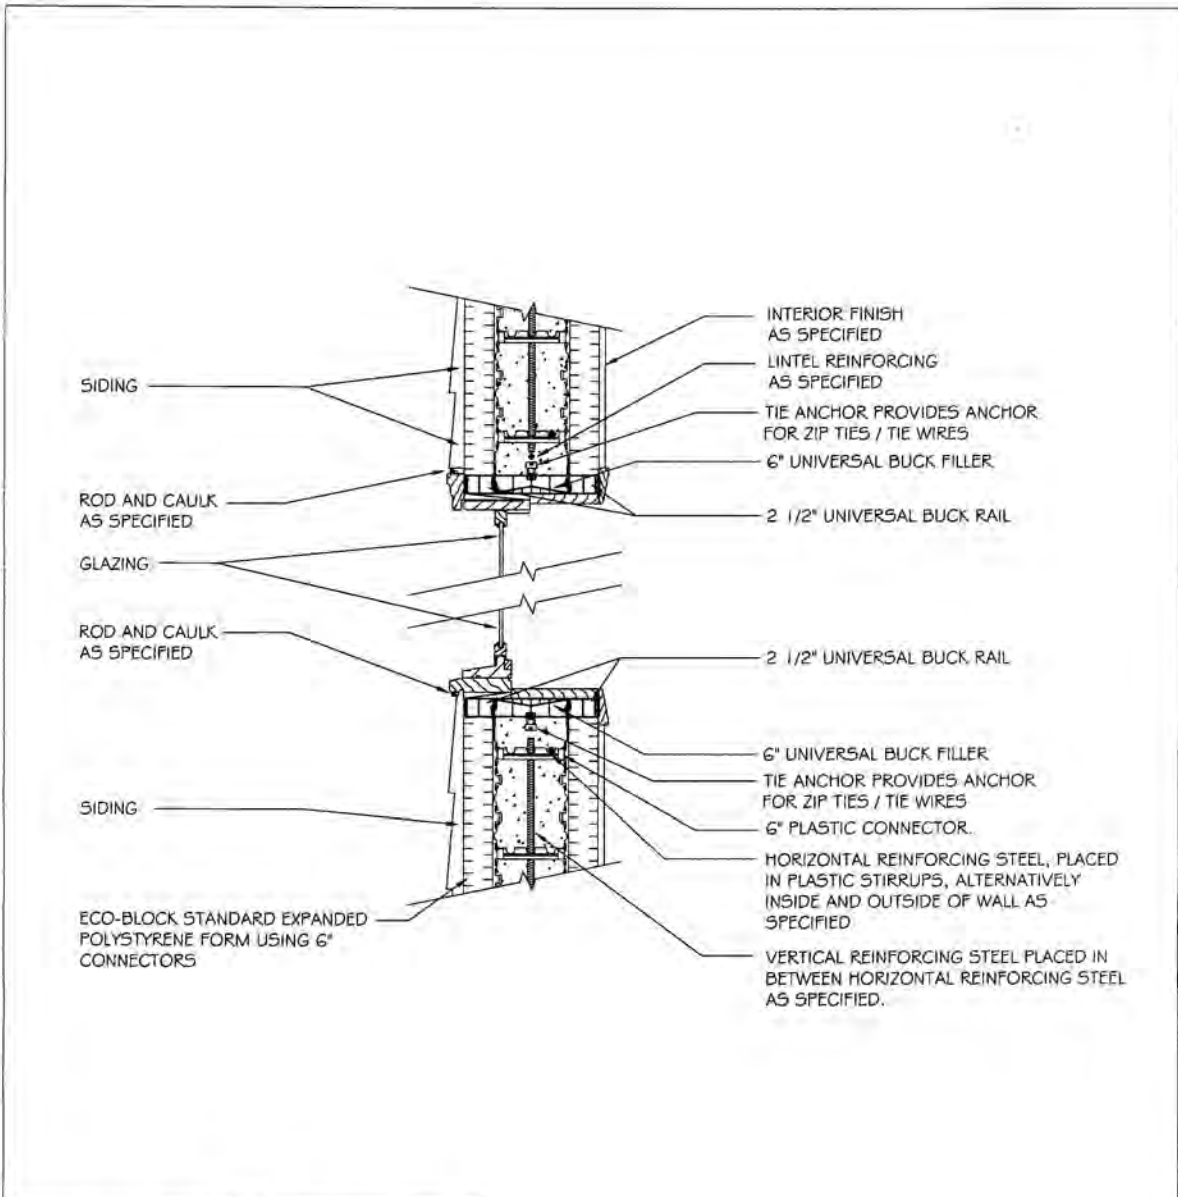 SIDING
ROD AND CAULK
AS SPECIFIED
GLAZING
ROD AND CAULK
AS SPECIFIED
SIDING
ECO-BLOCK STANDARD EXPANDED
POLYSTYRENE FORM USING 6"
CONNECTORS
INTERIOR FINISH
AS SPECIFIED
LINTEL REINFORCING
AS SPECIFIED
TIE ANCHOR PROVIDES ANCHOR
FOR ZIP TIES / TIE WIRES
6" UNIVERSAL BUCK FILLER
2 1/2" UNIVERSAL BUCK RAIL
2 1/2" UNIVERSAL BUCK RAIL
6" UNIVERSAL BUCK FILLER
TIE ANCHOR PROVIDES ANCHOR
FOR ZIP TIES / TIE WIRES
6" PLASTIC CONNECTOR.
HORIZONTAL REINFORCING STEEL, PLACED
IN PLASTIC STIRRUPS, ALTERNATIVELY
INSIDE AND OUTSIDE OF WALL AS
SPECIFIED
VERTICAL REINFORCING STEEL PLACED IN
BETWEEN HORIZONTAL REINFORCING STEEL
AS SPECIFIED.